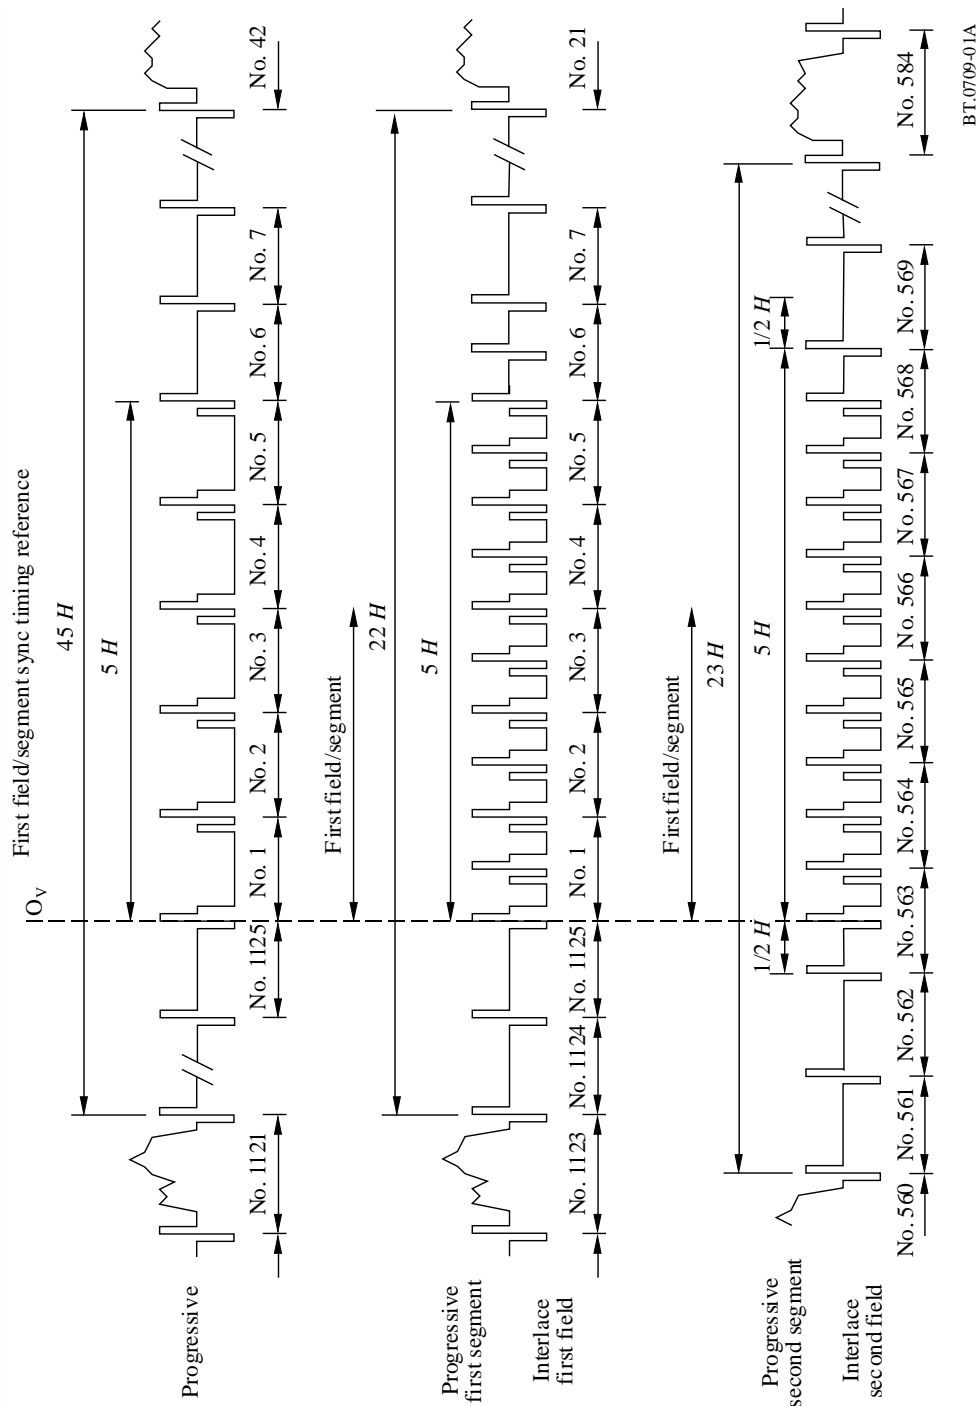 First field/segment sync timing reference
O_V
45 H
5 H
Progressive
No. 1121
No. 1125
No. 1
No. 2
No. 3
No. 4
No. 5
No. 6
No. 7
No. 42
First field/segment
22 H
5 H
Progressive
first segment
Interlace
first field
No. 1123
No. 1124
No. 1125
No. 1
No. 2
No. 3
No. 4
No. 5
No. 6
No. 7
No. 21
First field/segment
23 H
5 H
1/2 H
1/2 H
Progressive
second segment
Interlace
second field
No. 560
No. 561
No. 562
No. 563
No. 564
No. 565
No. 566
No. 567
No. 568
No. 569
No. 584
BT.0709-01A